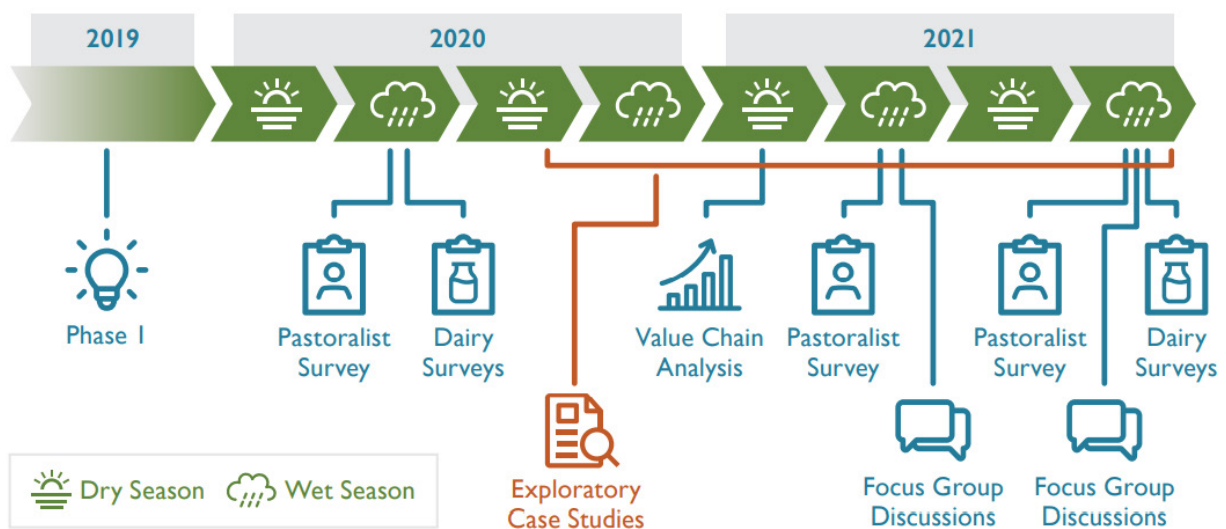 2019
2020
2021
Phase 1
Pastoralist
Survey
Dairy
Surveys
Value Chain
Analysis
Pastoralist
Survey
Pastoralist
Survey
Dairy
Surveys
Exploratory
Case Studies
Focus Group
Discussions
Focus Group
Discussions
Dry Season
Wet Season